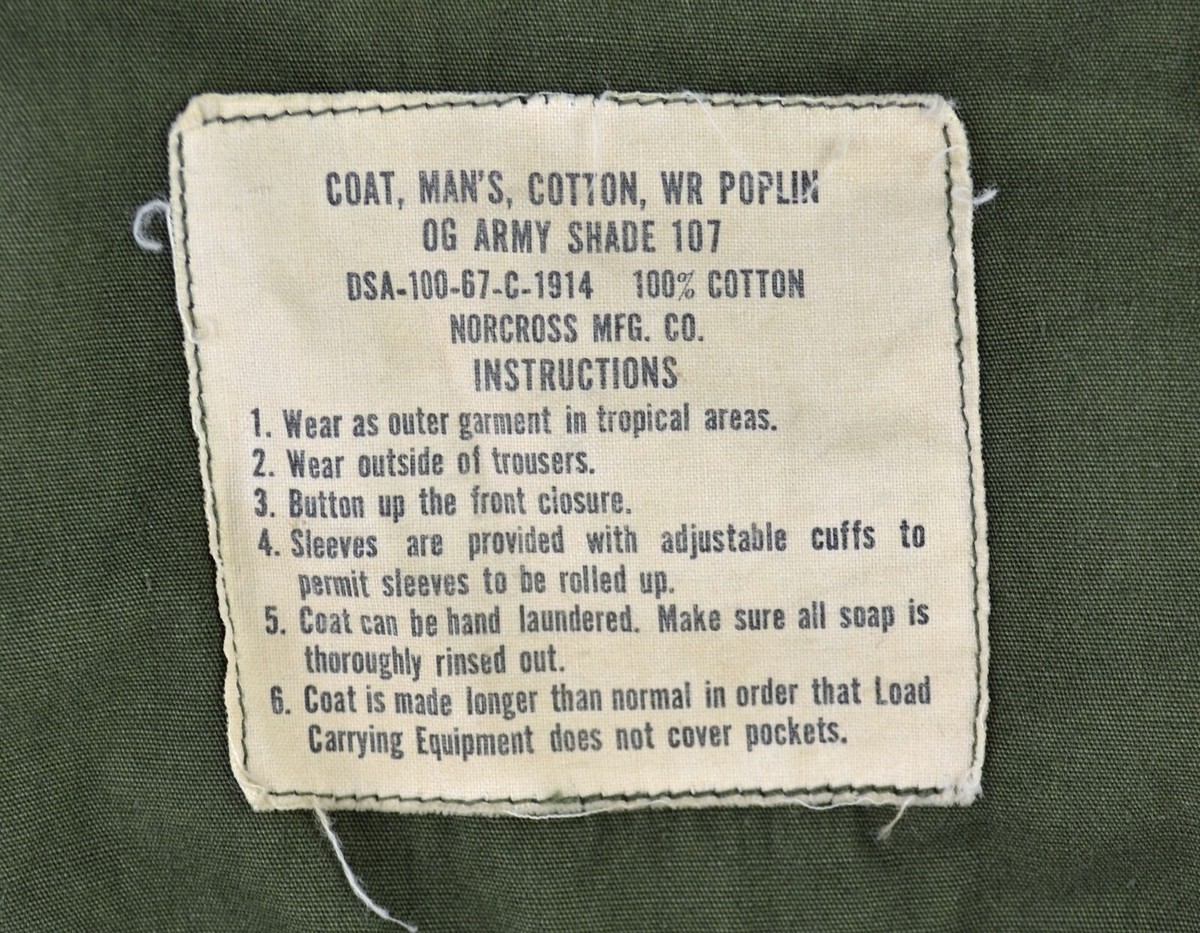 COAT, MAN'S, COTTON, WR POPLIN
OG ARMY SHADE 107
DSA-100-67-C-1914 100% COTTON
NORCROSS MFG. CO.
INSTRUCTIONS
1. Wear as outer garment in tropical areas.
2. Wear outside of trousers.
3. Button up the front closure.
4. Sleeves are provided with adjustable cuffs to
permit sleeves to be rolled up.
5. Coat can be hand laundered. Make sure all soap is
thoroughly rinsed out.
6. Coat is made longer than normal in order that Load
Carrying Equipment does not cover pockets.